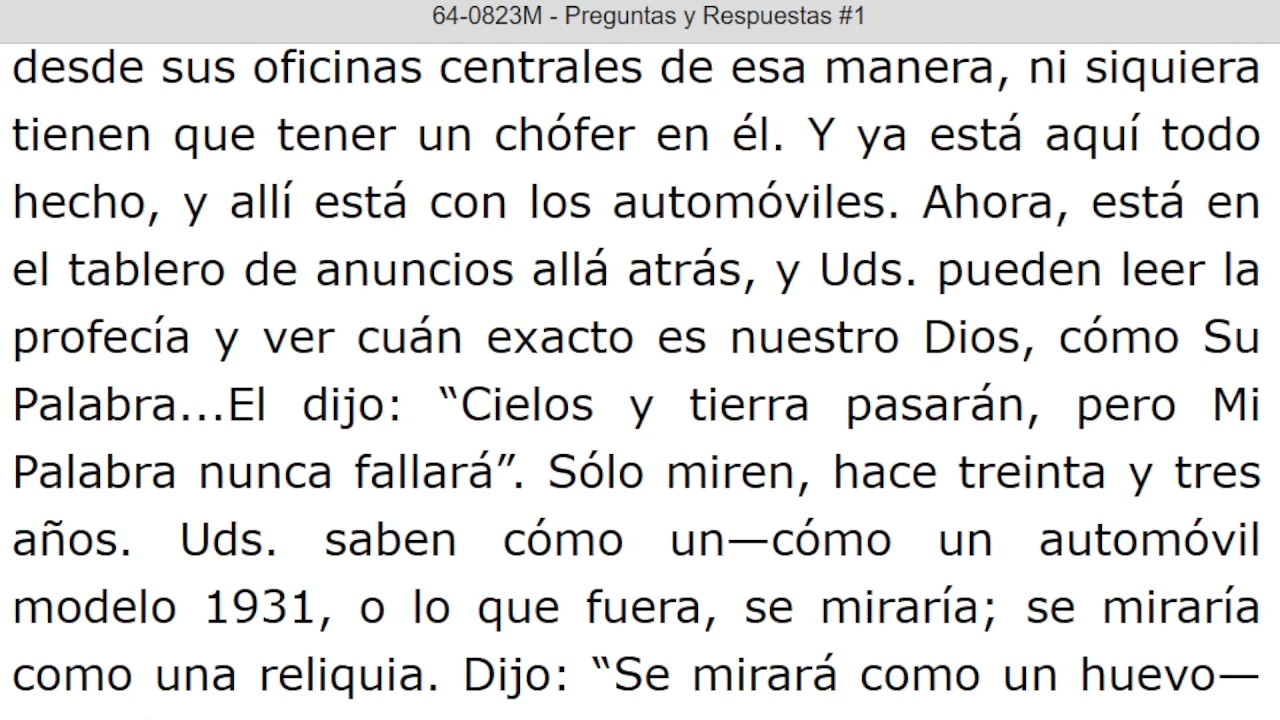 64-0823M - Preguntas y Respuestas #1
desde sus oficinas centrales de esa manera, ni siquiera
tienen que tener un chófer en él. Y ya está aquí todo
hecho, y allí está con los automóviles. Ahora, está en
el tablero de anuncios allá atrás, y Uds. pueden leer la
profecía y ver cuán exacto es nuestro Dios, cómo Su
Palabra...El dijo: “Cielos y tierra pasarán, pero Mi
Palabra nunca fallará”. Sólo miren, hace treinta y tres
años. Uds. saben cómo un—cómo un automóvil
modelo 1931, o lo que fuera, se miraría; se miraría
como una reliquia. Dijo: “Se mirará como un huevo—